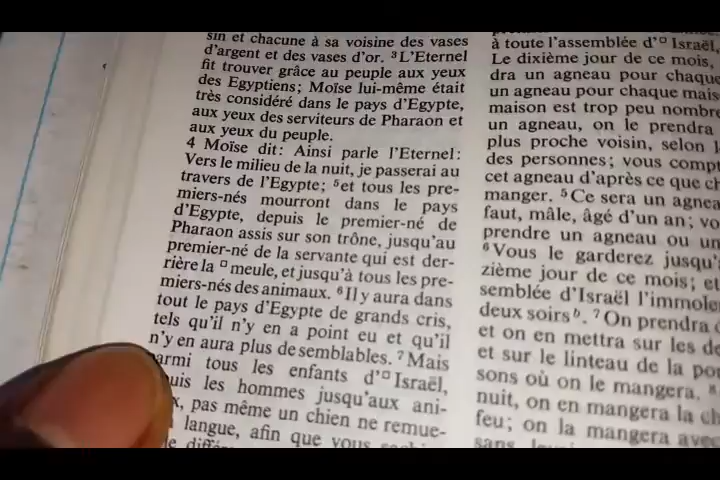 sin et chacune à sa voisine des vases
d'argent et des vases d'or. ³L'Eternel
fit trouver grâce au peuple aux yeux
des Egyptiens; Moïse lui-même était
très considéré dans le pays d'Egypte,
aux yeux des serviteurs de Pharaon et
aux yeux du peuple.
4 Moïse dit: Ainsi parle l'Eternel:
Vers le milieu de la nuit, je passerai au
travers de l'Egypte; ⁵et tous les pre-
miers-nés mourront dans le pays
d'Egypte, depuis le premier-né de
Pharaon assis sur son trône, jusqu'au
premier-né de la servante qui est der-
rière la □ meule, et jusqu'à tous les pre-
miers-nés des animaux. ⁶Il y aura dans
tout le pays d'Egypte de grands cris,
tels qu'il n'y en a point eu et qu'il
n'y en aura plus de semblables. ⁷Mais
armi tous les enfants d'□Israël,
uis les hommes jusqu'aux ani-
x, pas même un chien ne remue-
langue, afin que vous
à toute l'assemblée d'□ Israël,
Le dixième jour de ce mois,
dra un agneau pour chaque
un agneau pour chaque mais
maison est trop peu nombre
un agneau, on le prendra
plus proche voisin, selon l
des personnes; vous compt
cet agneau d'après ce que ch
manger. ⁵Ce sera un agnea
faut, mâle, âgé d'un an; vo
prendre un agneau ou un
⁶Vous le garderez jusqu'
zième jour de ce mois; et
semblée d'Israël l'immole
deux soirsᵇ. ⁷On prendra
et on en mettra sur les de
et sur le linteau de la po
sons où on le mangera. ⁸
nuit, on en mangera la ch
feu; on la mangera avec
sans